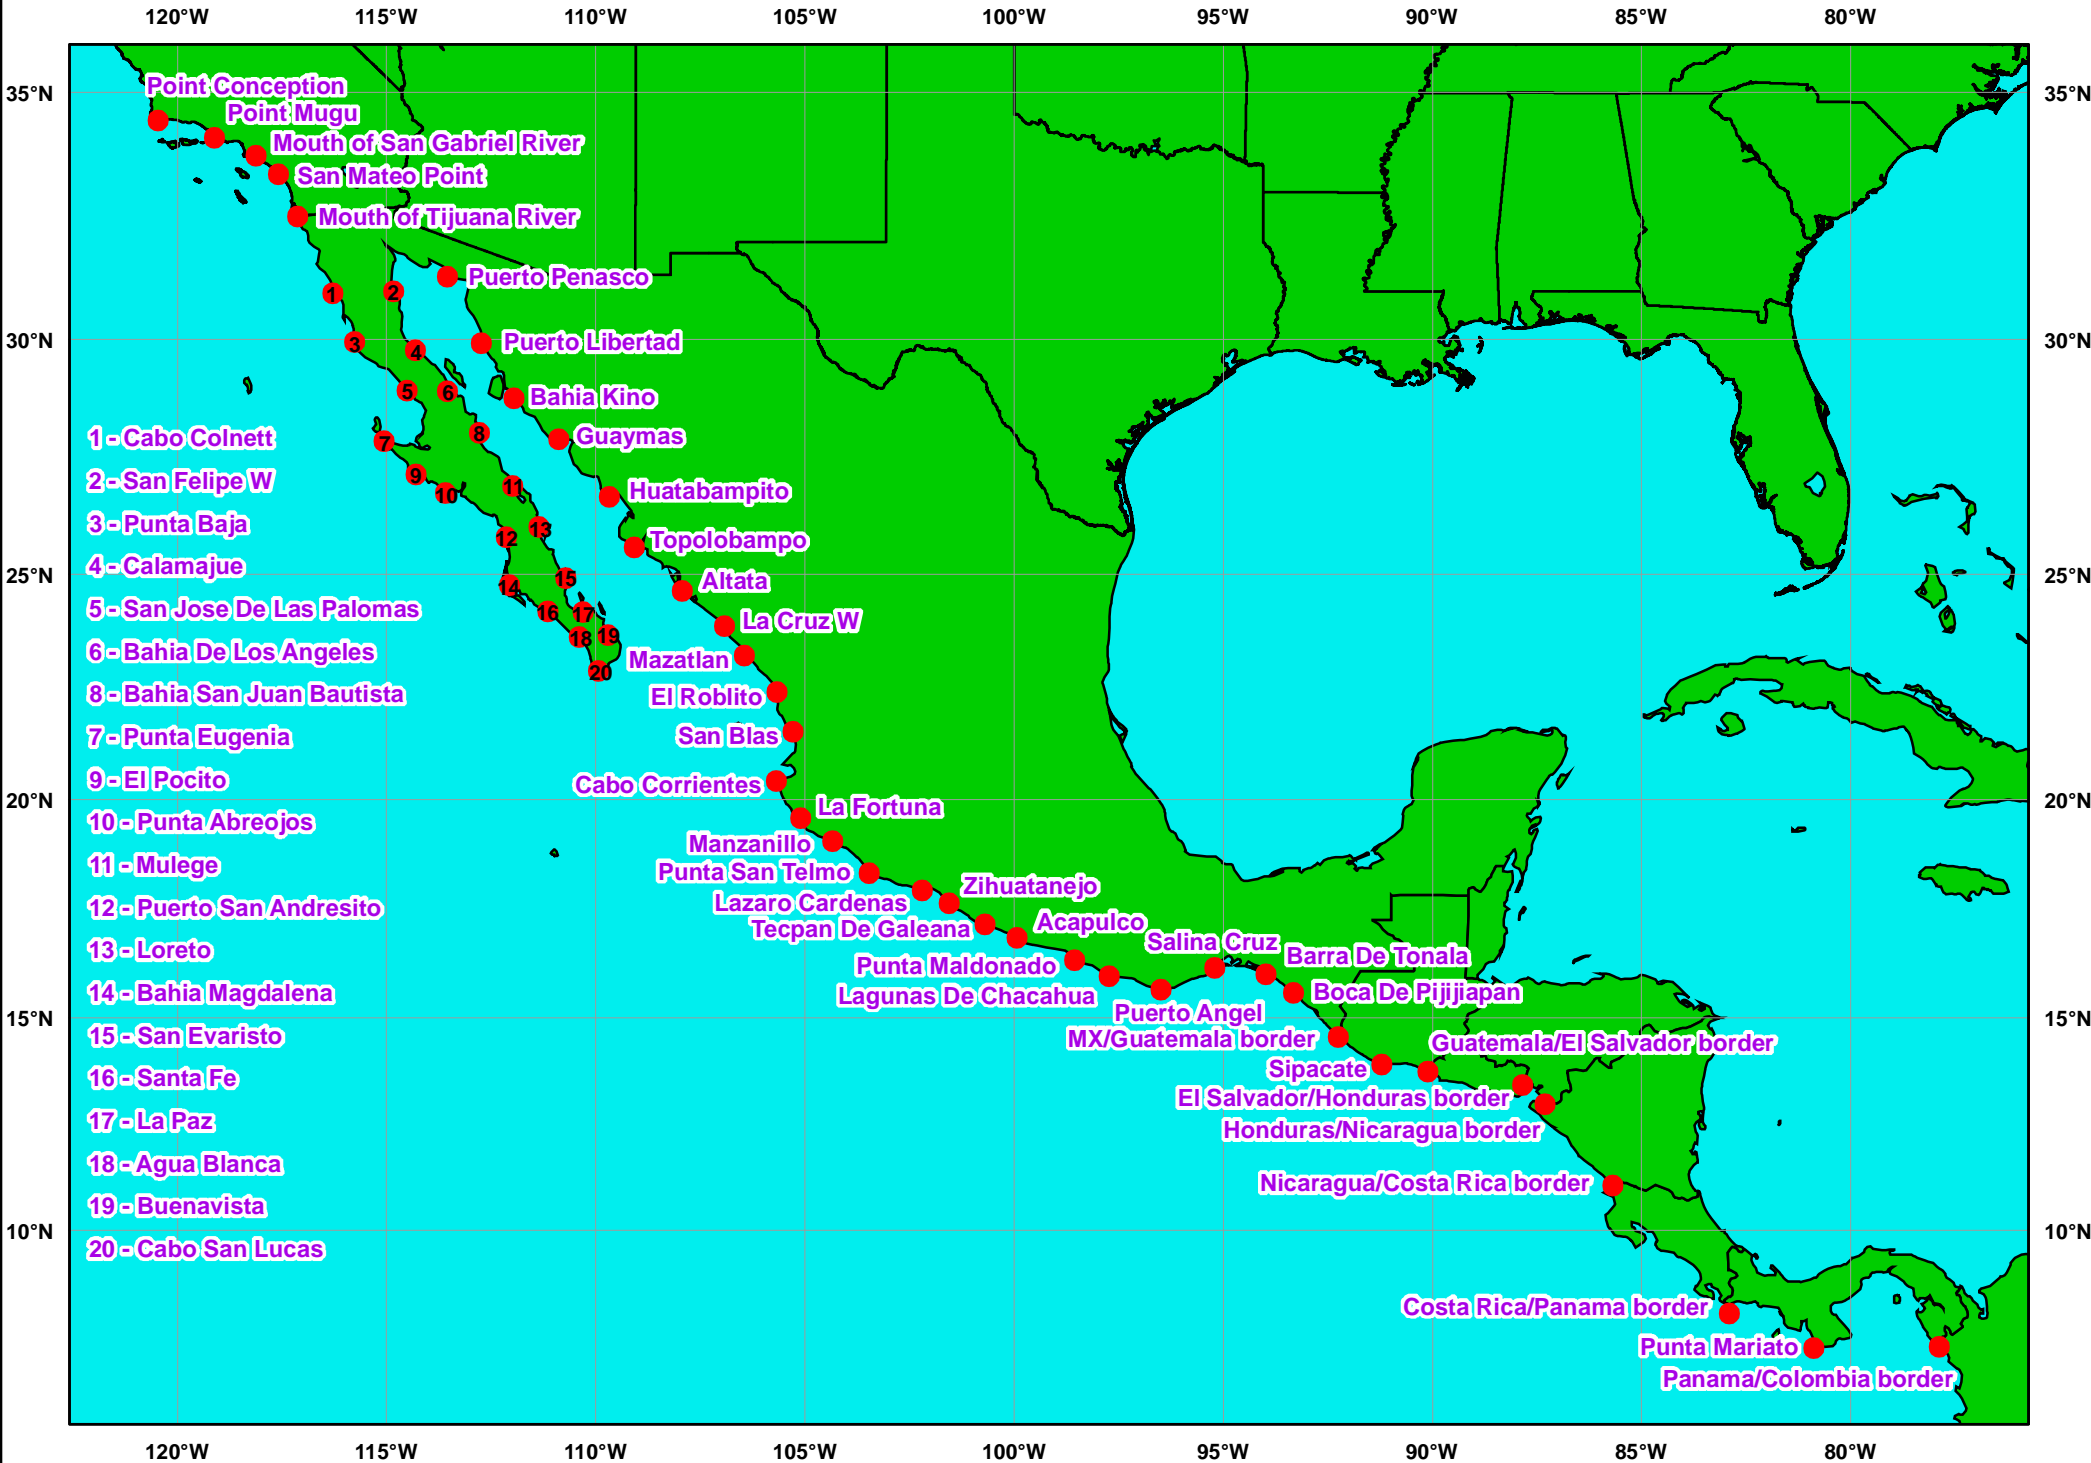 120°W 115°W 110°W 105°W 100°W 95°W 90°W 85°W 80°W
35°N 35°N
Point Conception
Point Mugu
Mouth of San Gabriel River
San Mateo Point
Mouth of Tijuana River
Puerto Penasco
1 2
30°N 30°N
Puerto Libertad
3 4
5 6
Bahia Kino
Guaymas
7 8
9 10 11
Huatabampito
12 13
Topolobampo
25°N 25°N
14 15
Altata
16 17
La Cruz W
18 19
20
Mazatlan
El Roblito
San Blas
Cabo Corrientes
20°N 20°N
La Fortuna
Manzanillo
Punta San Telmo
Zihuatanejo
Lazaro Cardenas
Acapulco
Tecpan De Galeana
Salina Cruz
Barra De Tonala
Punta Maldonado
Boca De Pijijiapan
Lagunas De Chacahua
Puerto Angel
15°N 15°N
MX/Guatemala border
Guatemala/El Salvador border
Sipacate
El Salvador/Honduras border
Honduras/Nicaragua border
Nicaragua/Costa Rica border
10°N 10°N
Costa Rica/Panama border
Punta Mariato
Panama/Colombia border
1 - Cabo Colnett
2 - San Felipe W
3 - Punta Baja
4 - Calamajue
5 - San Jose De Las Palomas
6 - Bahia De Los Angeles
8 - Bahia San Juan Bautista
7 - Punta Eugenia
9 - El Pocito
10 - Punta Abreojos
11 - Mulege
12 - Puerto San Andresito
13 - Loreto
14 - Bahia Magdalena
15 - San Evaristo
16 - Santa Fe
17 - La Paz
18 - Agua Blanca
19 - Buenavista
20 - Cabo San Lucas
120°W 115°W 110°W 105°W 100°W 95°W 90°W 85°W 80°W